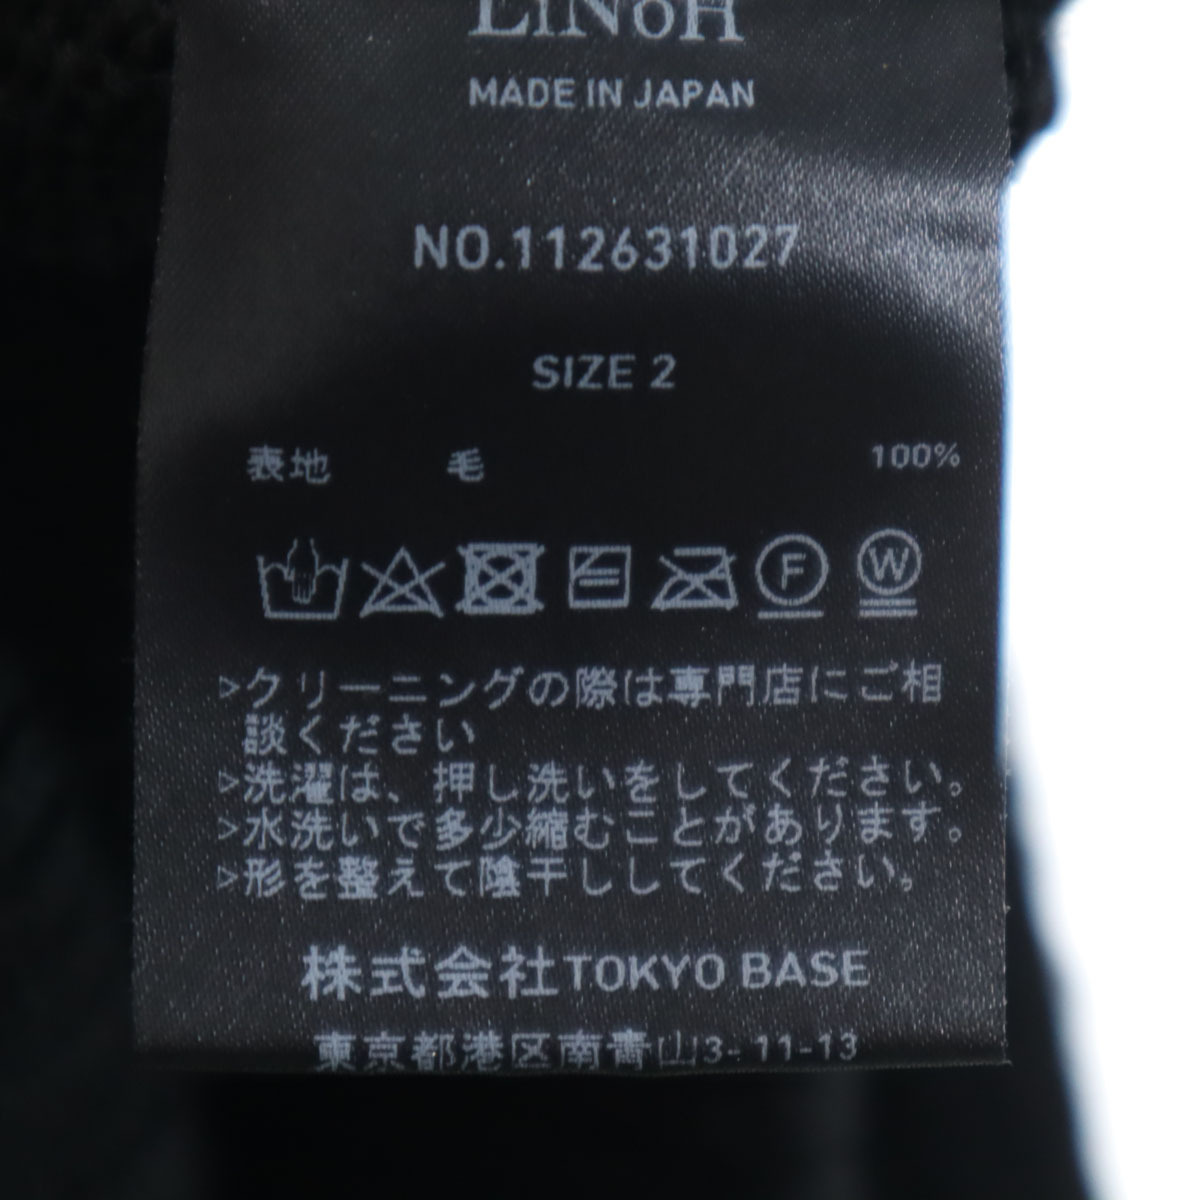 LiNoH
MADE IN JAPAN
NO.112631027
SIZE 2
表地 毛 100%
F W
▷クリーニングの際は専門店にご相
談ください
▷洗濯は、押し洗いをしてください。
▷水洗いで多少縮むことがあります。
▷形を整えて陰干ししてください。
株式会社TOKYO BASE
東京都港区南青山3-11-13